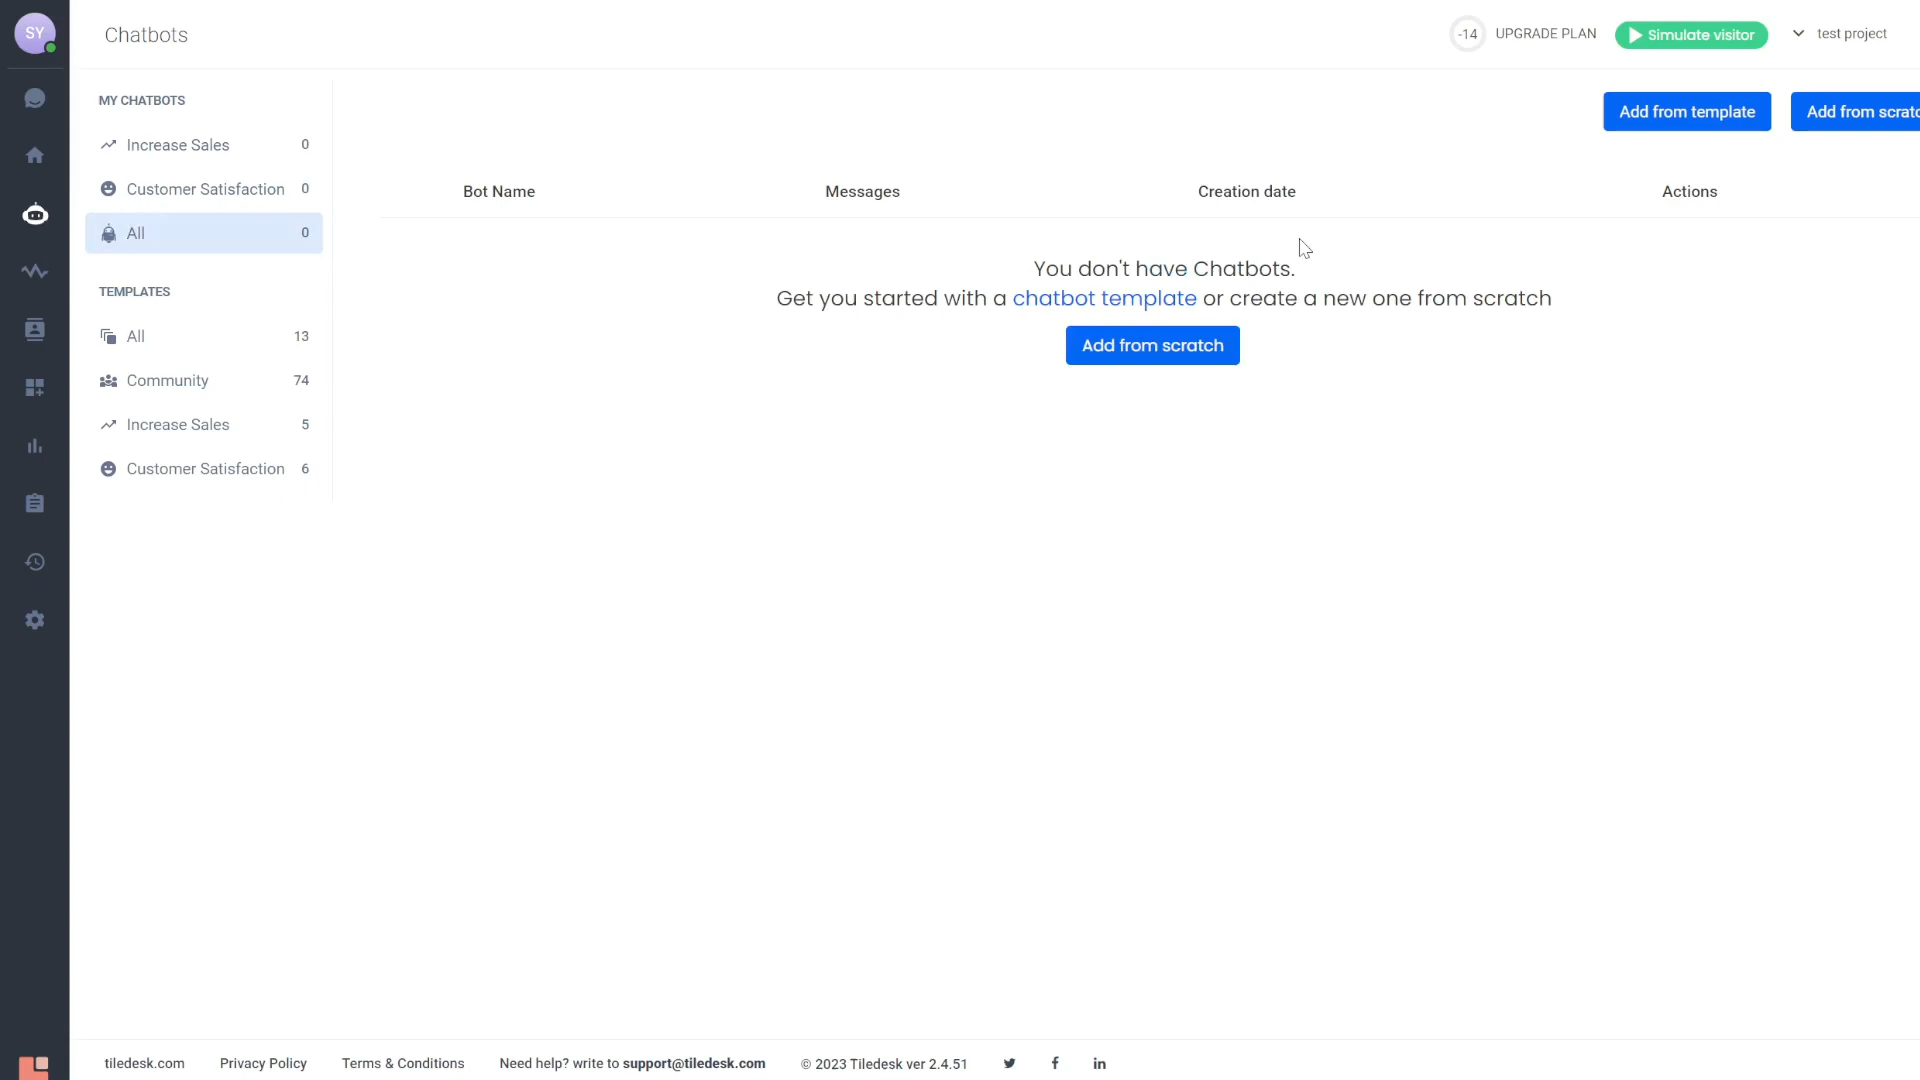 SY
Chatbots
-14
UPGRADE PLAN
Simulate visitor
test project
MY CHATBOTS
Increase Sales 0
Customer Satisfaction 0
All 0
TEMPLATES
All 13
Community 74
Increase Sales 5
Customer Satisfaction 6
Add from template
Add from scratc
Bot Name Messages Creation date Actions
You don't have Chatbots.
Get you started with a chatbot template or create a new one from scratch
Add from scratch
tiledesk.com Privacy Policy Terms & Conditions Need help? write to support@tiledesk.com © 2023 Tiledesk ver 2.4.51